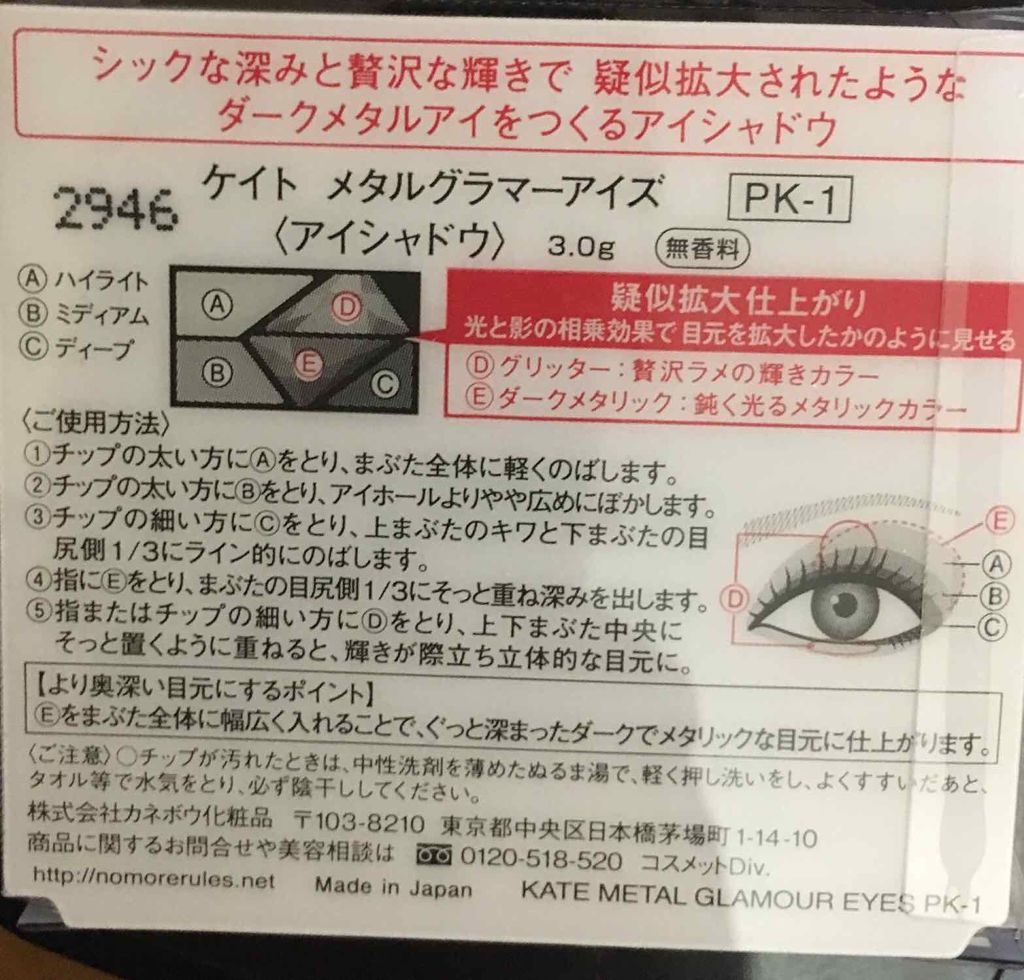 シックな深みと贅沢な輝きで 疑似拡大されたような
ダークメタルアイをつくるアイシャドウ
2946
ケイト メタルグラマーアイズ PK-1
〈アイシャドウ〉 3.0g 無香料
Ⓐ ハイライト
Ⓑ ミディアム
Ⓒ ディープ
Ⓐ Ⓓ
Ⓑ Ⓔ Ⓒ
疑似拡大仕上がり
光と影の相乗効果で目元を拡大したかのように見せる
Ⓓグリッター：贅沢ラメの輝きカラー
Ⓔダークメタリック：鈍く光るメタリックカラー
〈ご使用方法〉
①チップの太い方にⒶをとり、まぶた全体に軽くのばします。
②チップの太い方にⒷをとり、アイホールよりやや広めにぼかします。
③チップの細い方にⒸをとり、上まぶたのキワと下まぶたの目
尻側1/3にライン的にのばします。
④指にⒺをとり、まぶたの目尻側1/3にそっと重ね深みを出します。
⑤指またはチップの細い方にⒹをとり、上下まぶた中央に
そっと置くように重ねると、輝きが際立ち立体的な目元に。
Ⓔ
Ⓐ
Ⓓ Ⓑ
Ⓒ
【より奥深い目元にするポイント】
Ⓔをまぶた全体に幅広く入れることで、ぐっと深まったダークでメタリックな目元に仕上がります。
〈ご注意〉○チップが汚れたときは、中性洗剤を薄めたぬるま湯で、軽く押し洗いをし、よくすすいだあと、
タオル等で水気をとり、必ず陰干ししてください。
株式会社カネボウ化粧品 〒103-8210 東京都中央区日本橋茅場町1-14-10
商品に関するお問合せや美容相談は 0120-518-520 コスメットDiv.
http://nomorerules.net Made in Japan KATE METAL GLAMOUR EYES PK-1